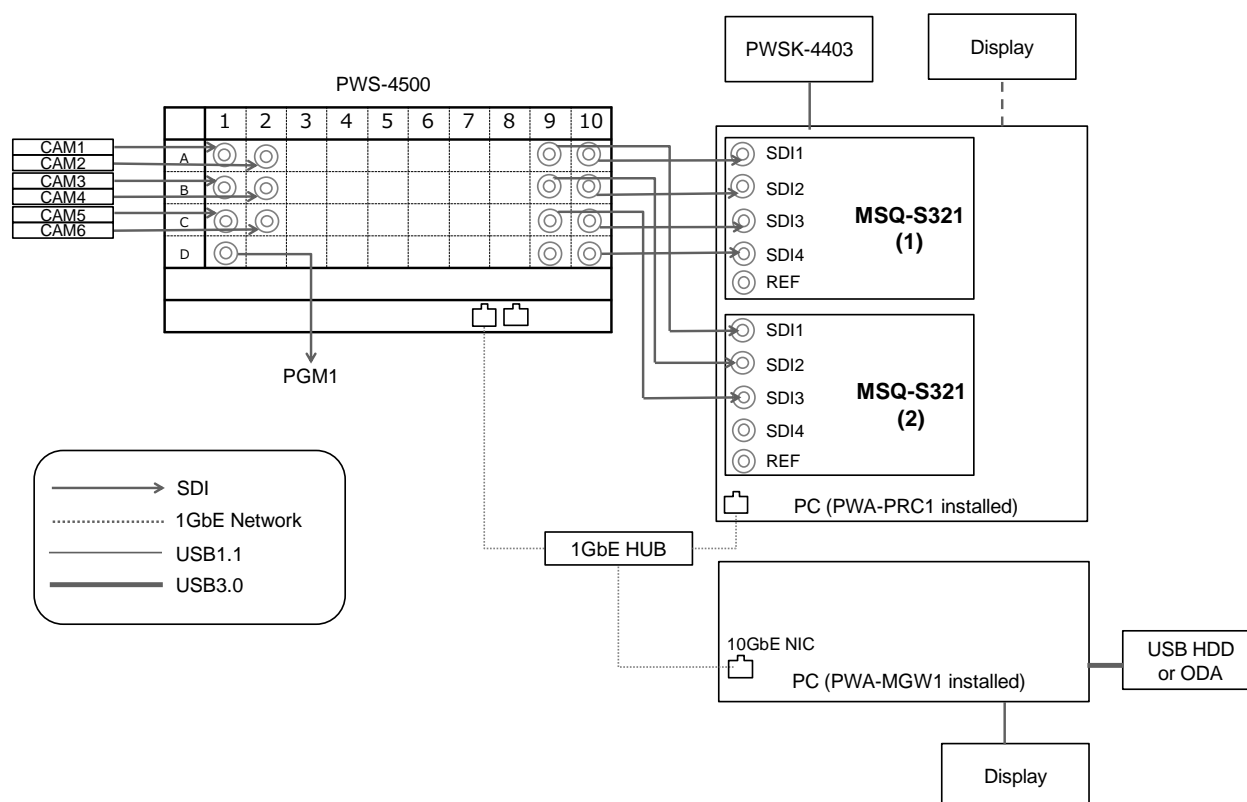 PWS-4500
1 2 3 4 5 6 7 8 9 10
A
B
C
D
CAM1
CAM2
CAM3
CAM4
CAM5
CAM6
PGM1
PWSK-4403
Display
SDI1
SDI2
SDI3
SDI4
REF
MSQ-S321
(1)
SDI1
SDI2
SDI3
SDI4
REF
MSQ-S321
(2)
PC (PWA-PRC1 installed)
SDI
1GbE Network
USB1.1
USB3.0
1GbE HUB
10GbE NIC
PC (PWA-MGW1 installed)
USB HDD
or ODA
Display